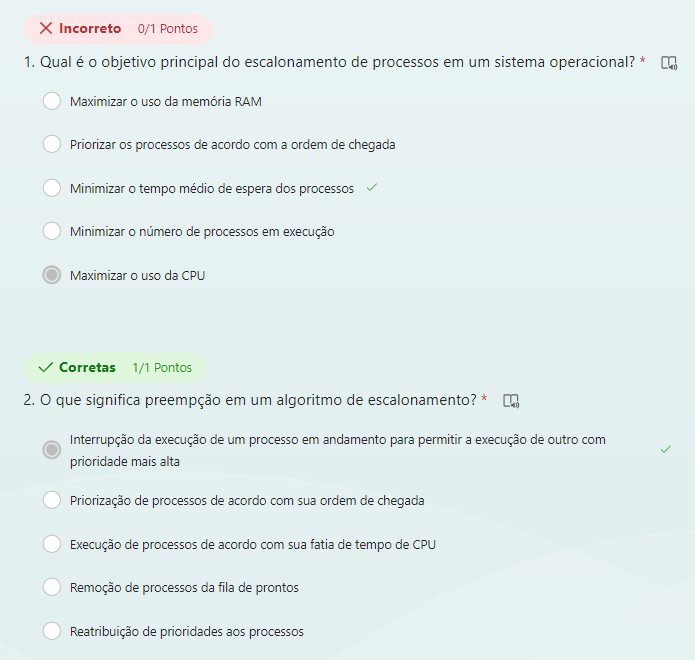 Incorreto 0/1 Pontos
1. Qual é o objetivo principal do escalonamento de processos em um sistema operacional? *
Maximizar o uso da memória RAM
Priorizar os processos de acordo com a ordem de chegada
Minimizar o tempo médio de espera dos processos
Minimizar o número de processos em execução
Maximizar o uso da CPU
Corretas 1/1 Pontos
2. O que significa preempção em um algoritmo de escalonamento? *
Interrupção da execução de um processo em andamento para permitir a execução de outro com
prioridade mais alta
Priorização de processos de acordo com sua ordem de chegada
Execução de processos de acordo com sua fatia de tempo de CPU
Remoção de processos da fila de prontos
Reatribuição de prioridades aos processos